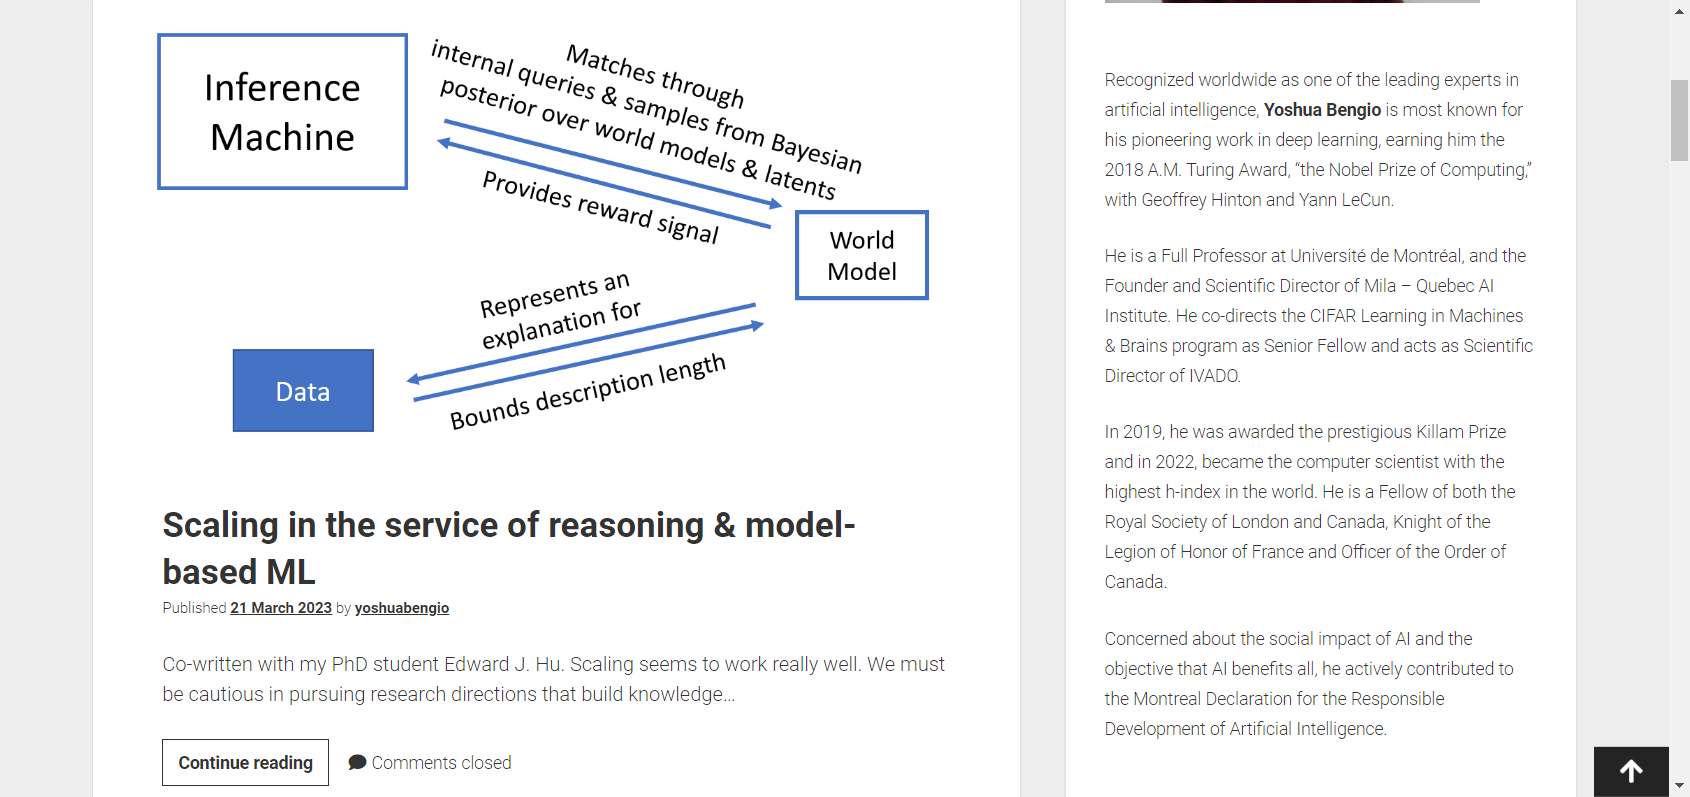 Inference
Machine
Matches through
internal queries & samples from Bayesian
posterior over world models & latents
Provides reward signal
World
Model
Represents an
explanation for
Bounds description length
Data
Scaling in the service of reasoning & model-
based ML
Published 21 March 2023 by yoshuabengio
Co-written with my PhD student Edward J. Hu. Scaling seems to work really well. We must
be cautious in pursuing research directions that build knowledge…
Continue reading
Comments closed
Recognized worldwide as one of the leading experts in
artificial intelligence, Yoshua Bengio is most known for
his pioneering work in deep learning, earning him the
2018 A.M. Turing Award, “the Nobel Prize of Computing,”
with Geoffrey Hinton and Yann LeCun.
He is a Full Professor at Université de Montréal, and the
Founder and Scientific Director of Mila – Quebec AI
Institute. He co-directs the CIFAR Learning in Machines
& Brains program as Senior Fellow and acts as Scientific
Director of IVADO.
In 2019, he was awarded the prestigious Killam Prize
and in 2022, became the computer scientist with the
highest h-index in the world. He is a Fellow of both the
Royal Society of London and Canada, Knight of the
Legion of Honor of France and Officer of the Order of
Canada.
Concerned about the social impact of AI and the
objective that AI benefits all, he actively contributed to
the Montreal Declaration for the Responsible
Development of Artificial Intelligence.